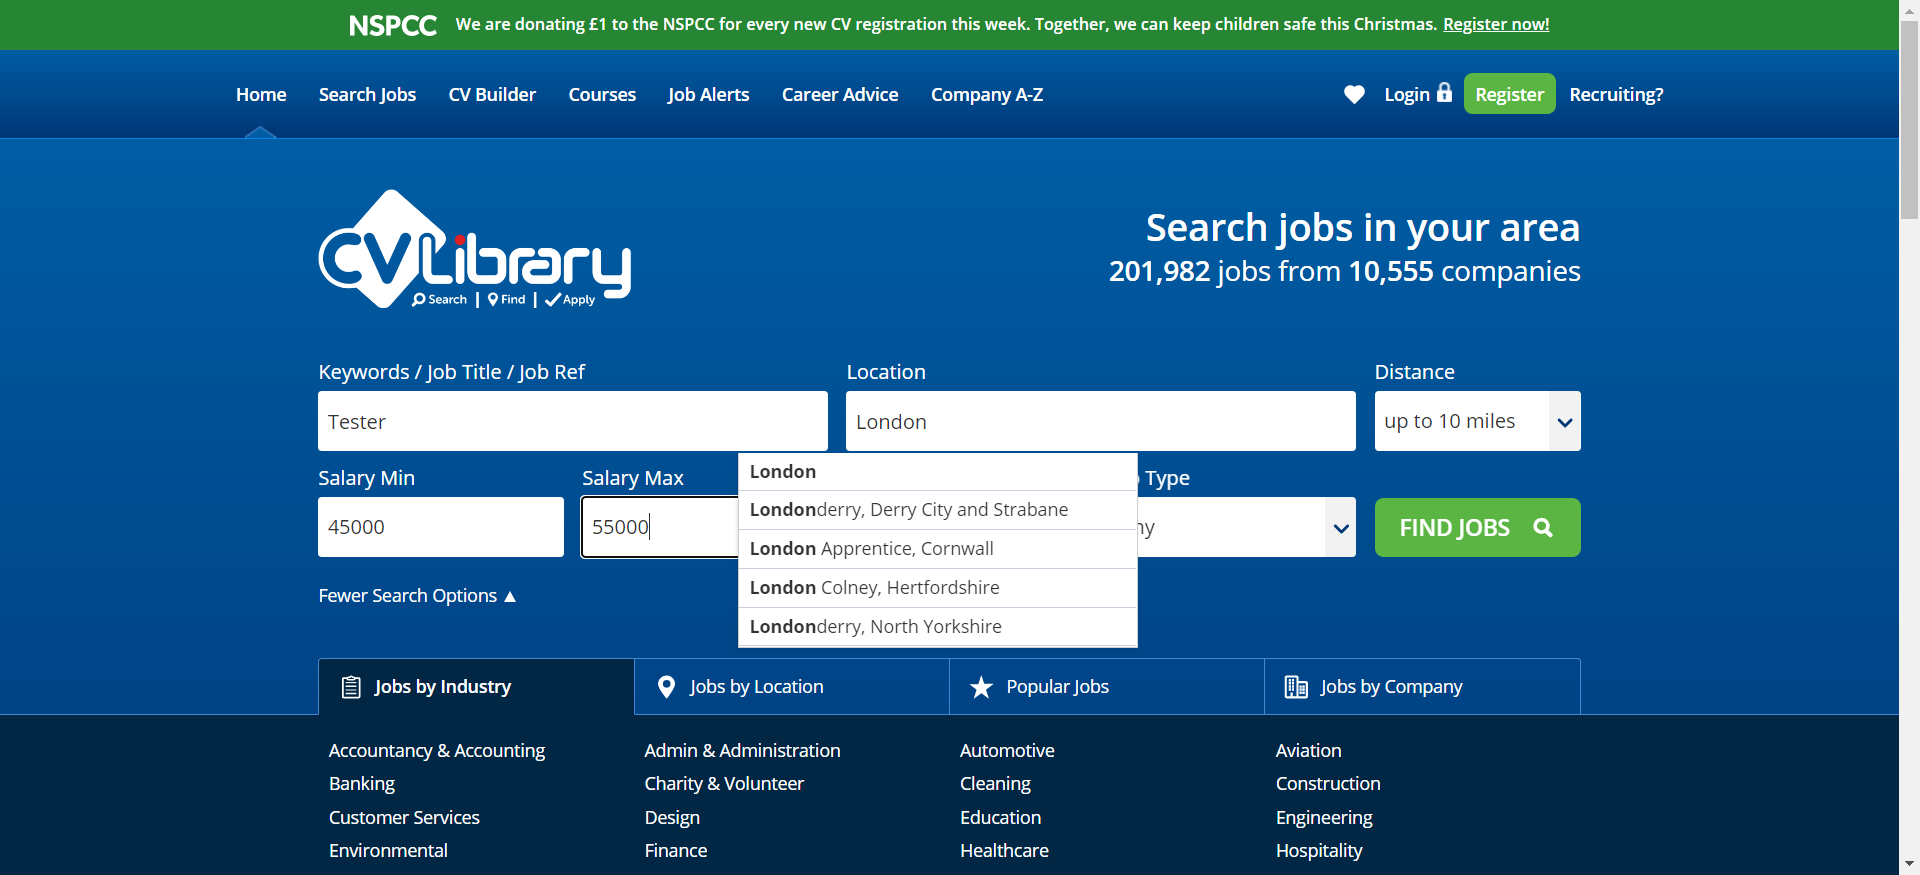 NSPCC We are donating £1 to the NSPCC for every new CV registration this week. Together, we can keep children safe this Christmas. Register now!
Home Search Jobs CV Builder Courses Job Alerts Career Advice Company A-Z Login Register Recruiting?
CVLibrary
Search | Find | Apply
Search jobs in your area
201,982 jobs from 10,555 companies
Keywords / Job Title / Job Ref Location Distance
Tester London up to 10 miles
Salary Min Salary Max Type
45000 55000 FIND JOBS
London
Londonderry, Derry City and Strabane
London Apprentice, Cornwall
London Colney, Hertfordshire
Londonderry, North Yorkshire
Fewer Search Options ▲
Jobs by Industry Jobs by Location Popular Jobs Jobs by Company
Accountancy & Accounting Admin & Administration Automotive Aviation
Banking Charity & Volunteer Cleaning Construction
Customer Services Design Education Engineering
Environmental Finance Healthcare Hospitality